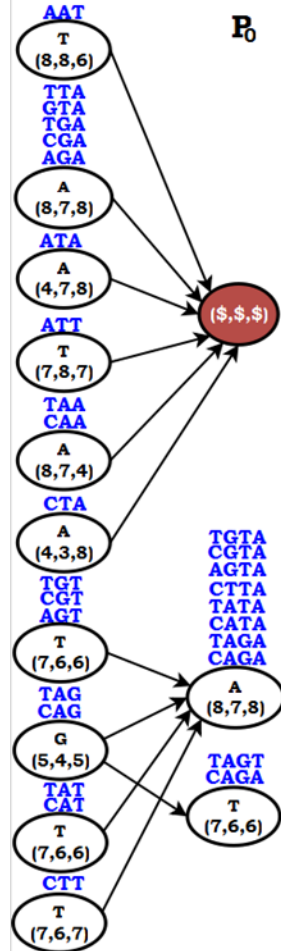 P0
AAT
T
(8,8,6)
TTA
GTA
TGA
CGA
AGA
A
(8,7,8)
ATA
A
(4,7,8)
($,$,$)
ATT
T
(7,8,7)
TAA
CAA
A
(8,7,4)
CTA
A
(4,3,8)
TGT
CGT
AGT
T
(7,6,6)
TAG
CAG
G
(5,4,5)
TAT
CAT
T
(7,6,6)
CTT
T
(7,6,7)
TGTA
CGTA
AGTA
CTTA
TATA
CATA
TAGA
CAGA
A
(8,7,8)
TAGT
CAGA
T
(7,6,6)